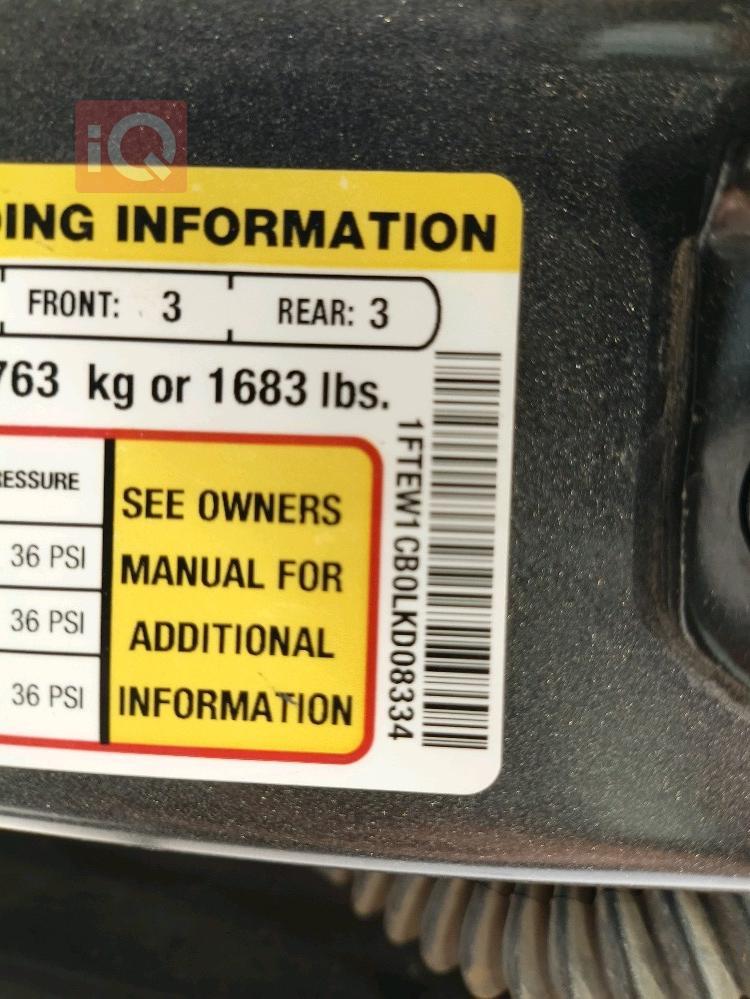 iQ
DING INFORMATION
FRONT: 3 REAR: 3
763 kg or 1683 lbs.
RESSURE
36 PSI
36 PSI
36 PSI
SEE OWNERS
MANUAL FOR
ADDITIONAL
INFORMATION
1FTEW1CB0LKD08334